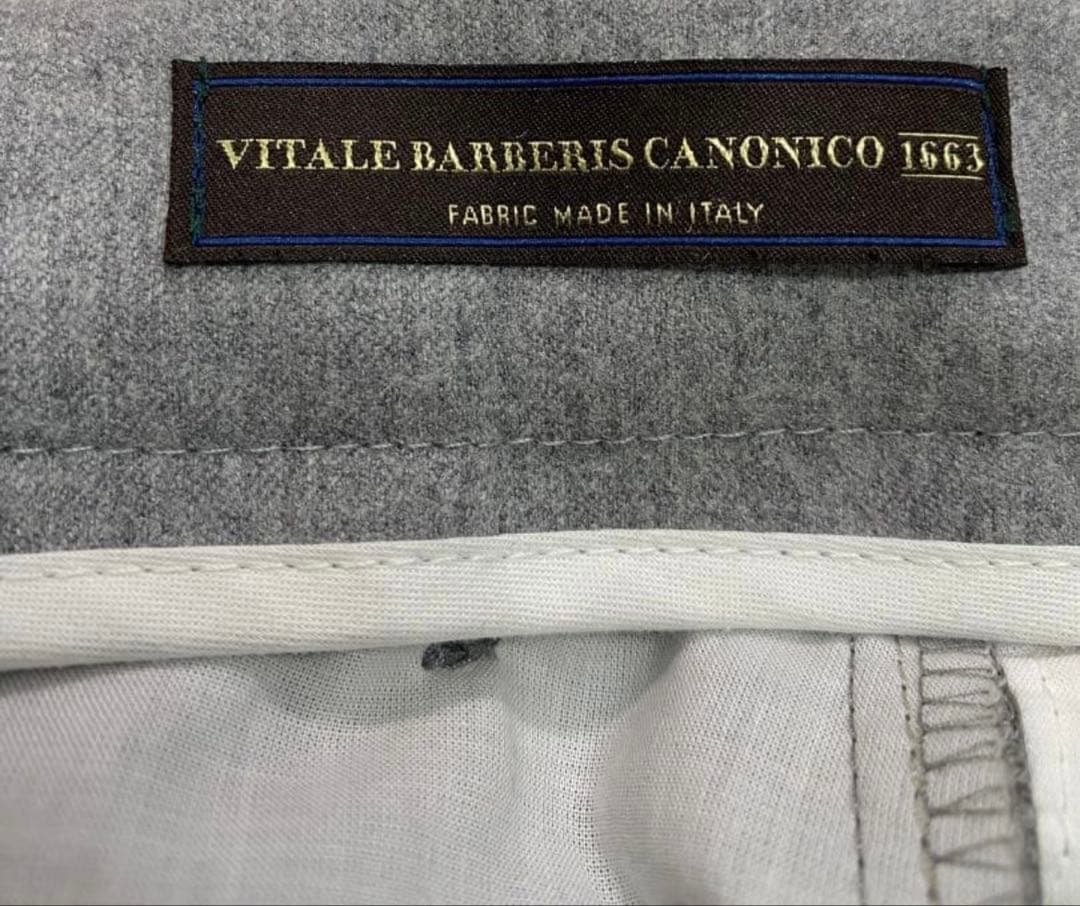 VITALE BARBERIS CANONICO 1663
FABRIC MADE IN ITALY